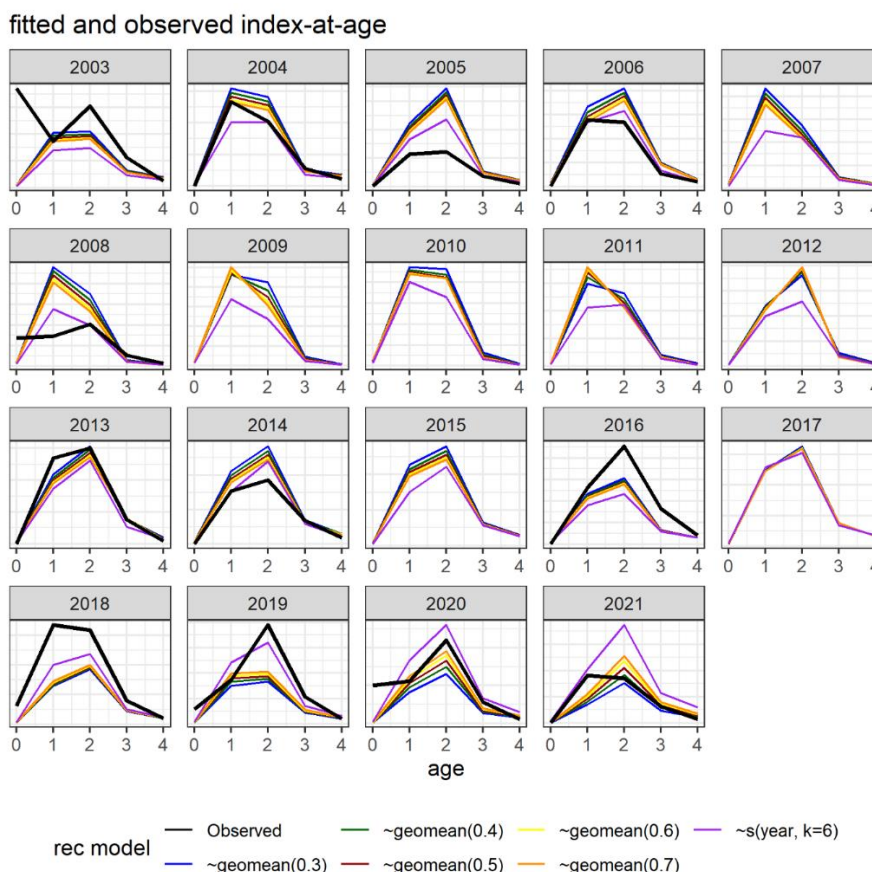 fitted and observed index-at-age
2003 2004 2005 2006 2007
0 1 2 3 4 0 1 2 3 4 0 1 2 3 4 0 1 2 3 4 0 1 2 3 4
2008 2009 2010 2011 2012
0 1 2 3 4 0 1 2 3 4 0 1 2 3 4 0 1 2 3 4 0 1 2 3 4
2013 2014 2015 2016 2017
0 1 2 3 4 0 1 2 3 4 0 1 2 3 4 0 1 2 3 4 0 1 2 3 4
2018 2019 2020 2021
0 1 2 3 4 0 1 2 3 4 0 1 2 3 4 0 1 2 3 4
age
rec model
Observed ~geomean(0.4) ~geomean(0.6) ~s(year, k=6)
~geomean(0.3) ~geomean(0.5) ~geomean(0.7)